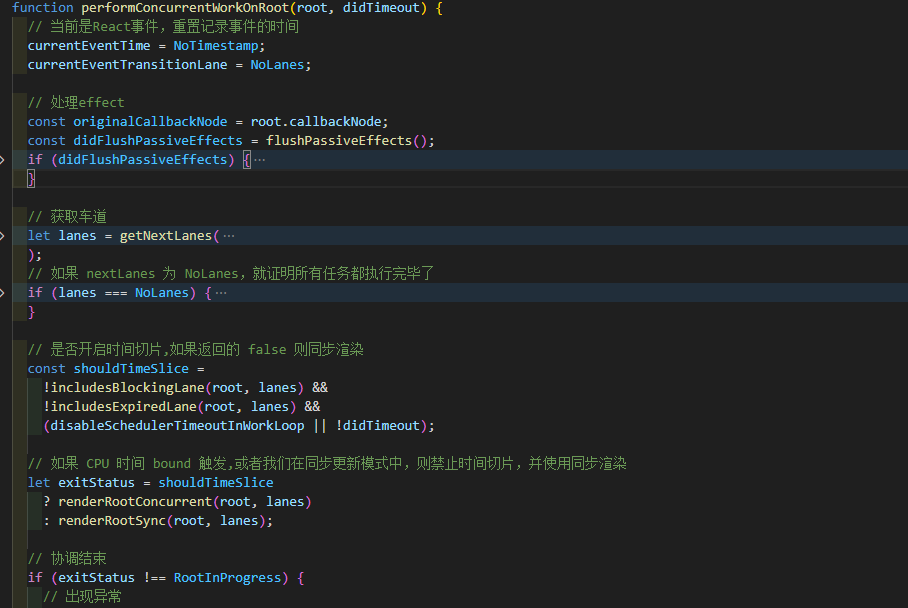 function performConcurrentWorkOnRoot(root, didTimeout) {
// 当前是React事件，重置记录事件的时间
currentEventTime = NoTimestamp;
currentEventTransitionLane = NoLanes;
// 处理effect
const originalCallbackNode = root.callbackNode;
const didFlushPassiveEffects = flushPassiveEffects();
if (didFlushPassiveEffects) {···
}
// 获取车道
let lanes = getNextLanes( ···
);
// 如果 nextLanes 为 NoLanes，就证明所有任务都执行完毕了
if (lanes === NoLanes) { ···
}
// 是否开启时间切片,如果返回的 false 则同步渲染
const shouldTimeSlice =
!includesBlockingLane(root, lanes) &&
!includesExpiredLane(root, lanes) &&
(disableSchedulerTimeoutInWorkLoop || !didTimeout);
// 如果 CPU 时间 bound 触发,或者我们在同步更新模式中，则禁止时间切片，并使用同步渲染
let exitStatus = shouldTimeSlice
? renderRootConcurrent(root, lanes)
: renderRootSync(root, lanes);
// 协调结束
if (exitStatus !== RootInProgress) {
// 出现异常